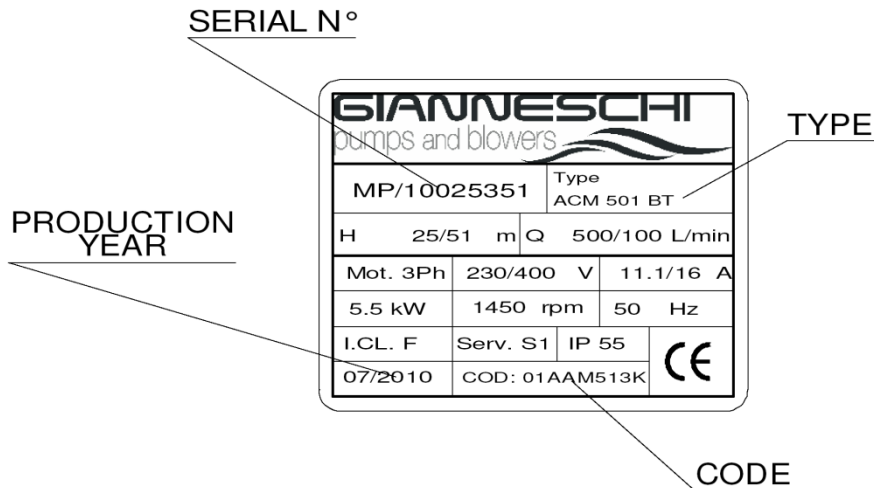 SERIAL N°
GIANNESCHI
pumps and blowers
TYPE
MP/10025351
Type
ACM 501 BT
PRODUCTION
YEAR
H 25/51 m Q 500/100 L/min
Mot. 3Ph 230/400 V 11.1/16 A
5.5 kW 1450 rpm 50 Hz
I.CL. F Serv. S1 IP 55 CE
07/2010 COD: 01AAM513K
CODE